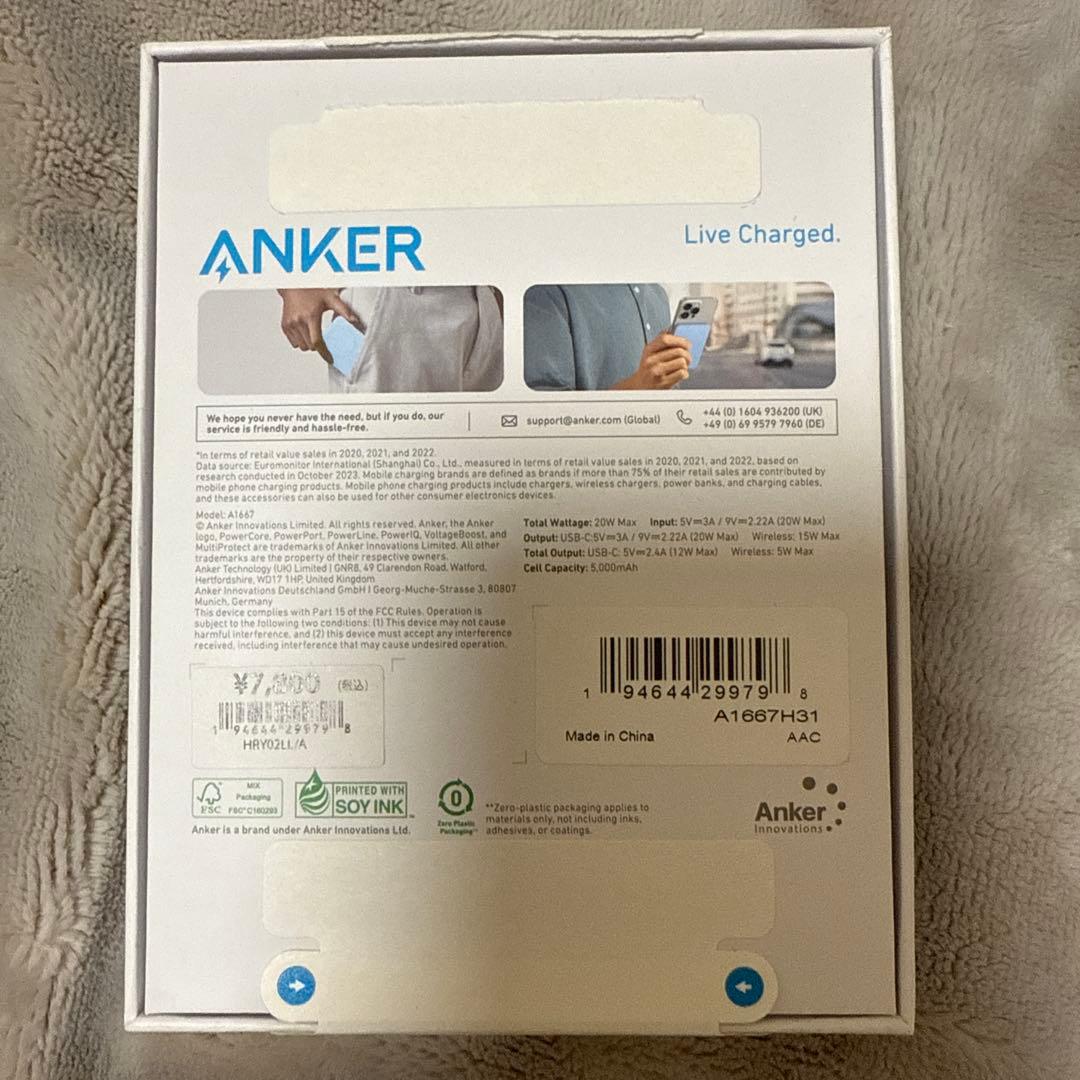 ANKER
Live Charged.
We hope you never have the need, but if you do, our
service is friendly and hassle-free.
support@anker.com (Global)
+44 (0) 1604 936200 (UK)
+49 (0) 69 9579 7960 (DE)
*In terms of retail value sales in 2020, 2021, and 2022.
Data source: Euromonitor International (Shanghai) Co., Ltd., measured in terms of retail value sales in 2020, 2021, and 2022, based on
research conducted in October 2023. Mobile charging brands are defined as brands if more than 75% of their retail sales are contributed by
mobile phone charging products. Mobile phone charging products include chargers, wireless chargers, power banks, and charging cables,
and these accessories can also be used for other consumer electronics devices.
Model: A1667
© Anker Innovations Limited. All rights reserved. Anker, the Anker
logo, PowerCore, PowerPort, PowerLine, PowerIQ, VoltageBoost, and
MultiProtect are trademarks of Anker Innovations Limited. All other
trademarks are the property of their respective owners.
Anker Technology (UK) Limited | GNR8, 49 Clarendon Road, Watford,
Hertfordshire, WD17 1HP, United Kingdom
Anker Innovations Deutschland GmbH | Georg-Muche-Strasse 3, 80807
Munich, Germany
This device complies with Part 15 of the FCC Rules. Operation is
subject to the following two conditions: (1) This device may not cause
harmful interference, and (2) this device must accept any interference
received, including interference that may cause undesired operation.
Total Wattage: 20W Max Input: 5V⎓3A / 9V⎓2.22A (20W Max)
Output: USB-C:5V⎓3A / 9V⎓2.22A (20W Max) Wireless: 15W Max
Total Output: USB-C: 5V⎓2.4A (12W Max) Wireless: 5W Max
Cell Capacity: 5,000mAh
(税込)
1 94644 29979 8
HRY02LL/A
1 94644 29979 8
A1667H31
Made in China
AAC
FSC
MIX
Packaging
FSC® C160293
PRINTED WITH
SOY INK™
0
Zero Plastic
Packaging**
**Zero-plastic packaging applies to
materials only, not including inks,
adhesives, or coatings.
Anker is a brand under Anker Innovations Ltd.
Anker
Innovations